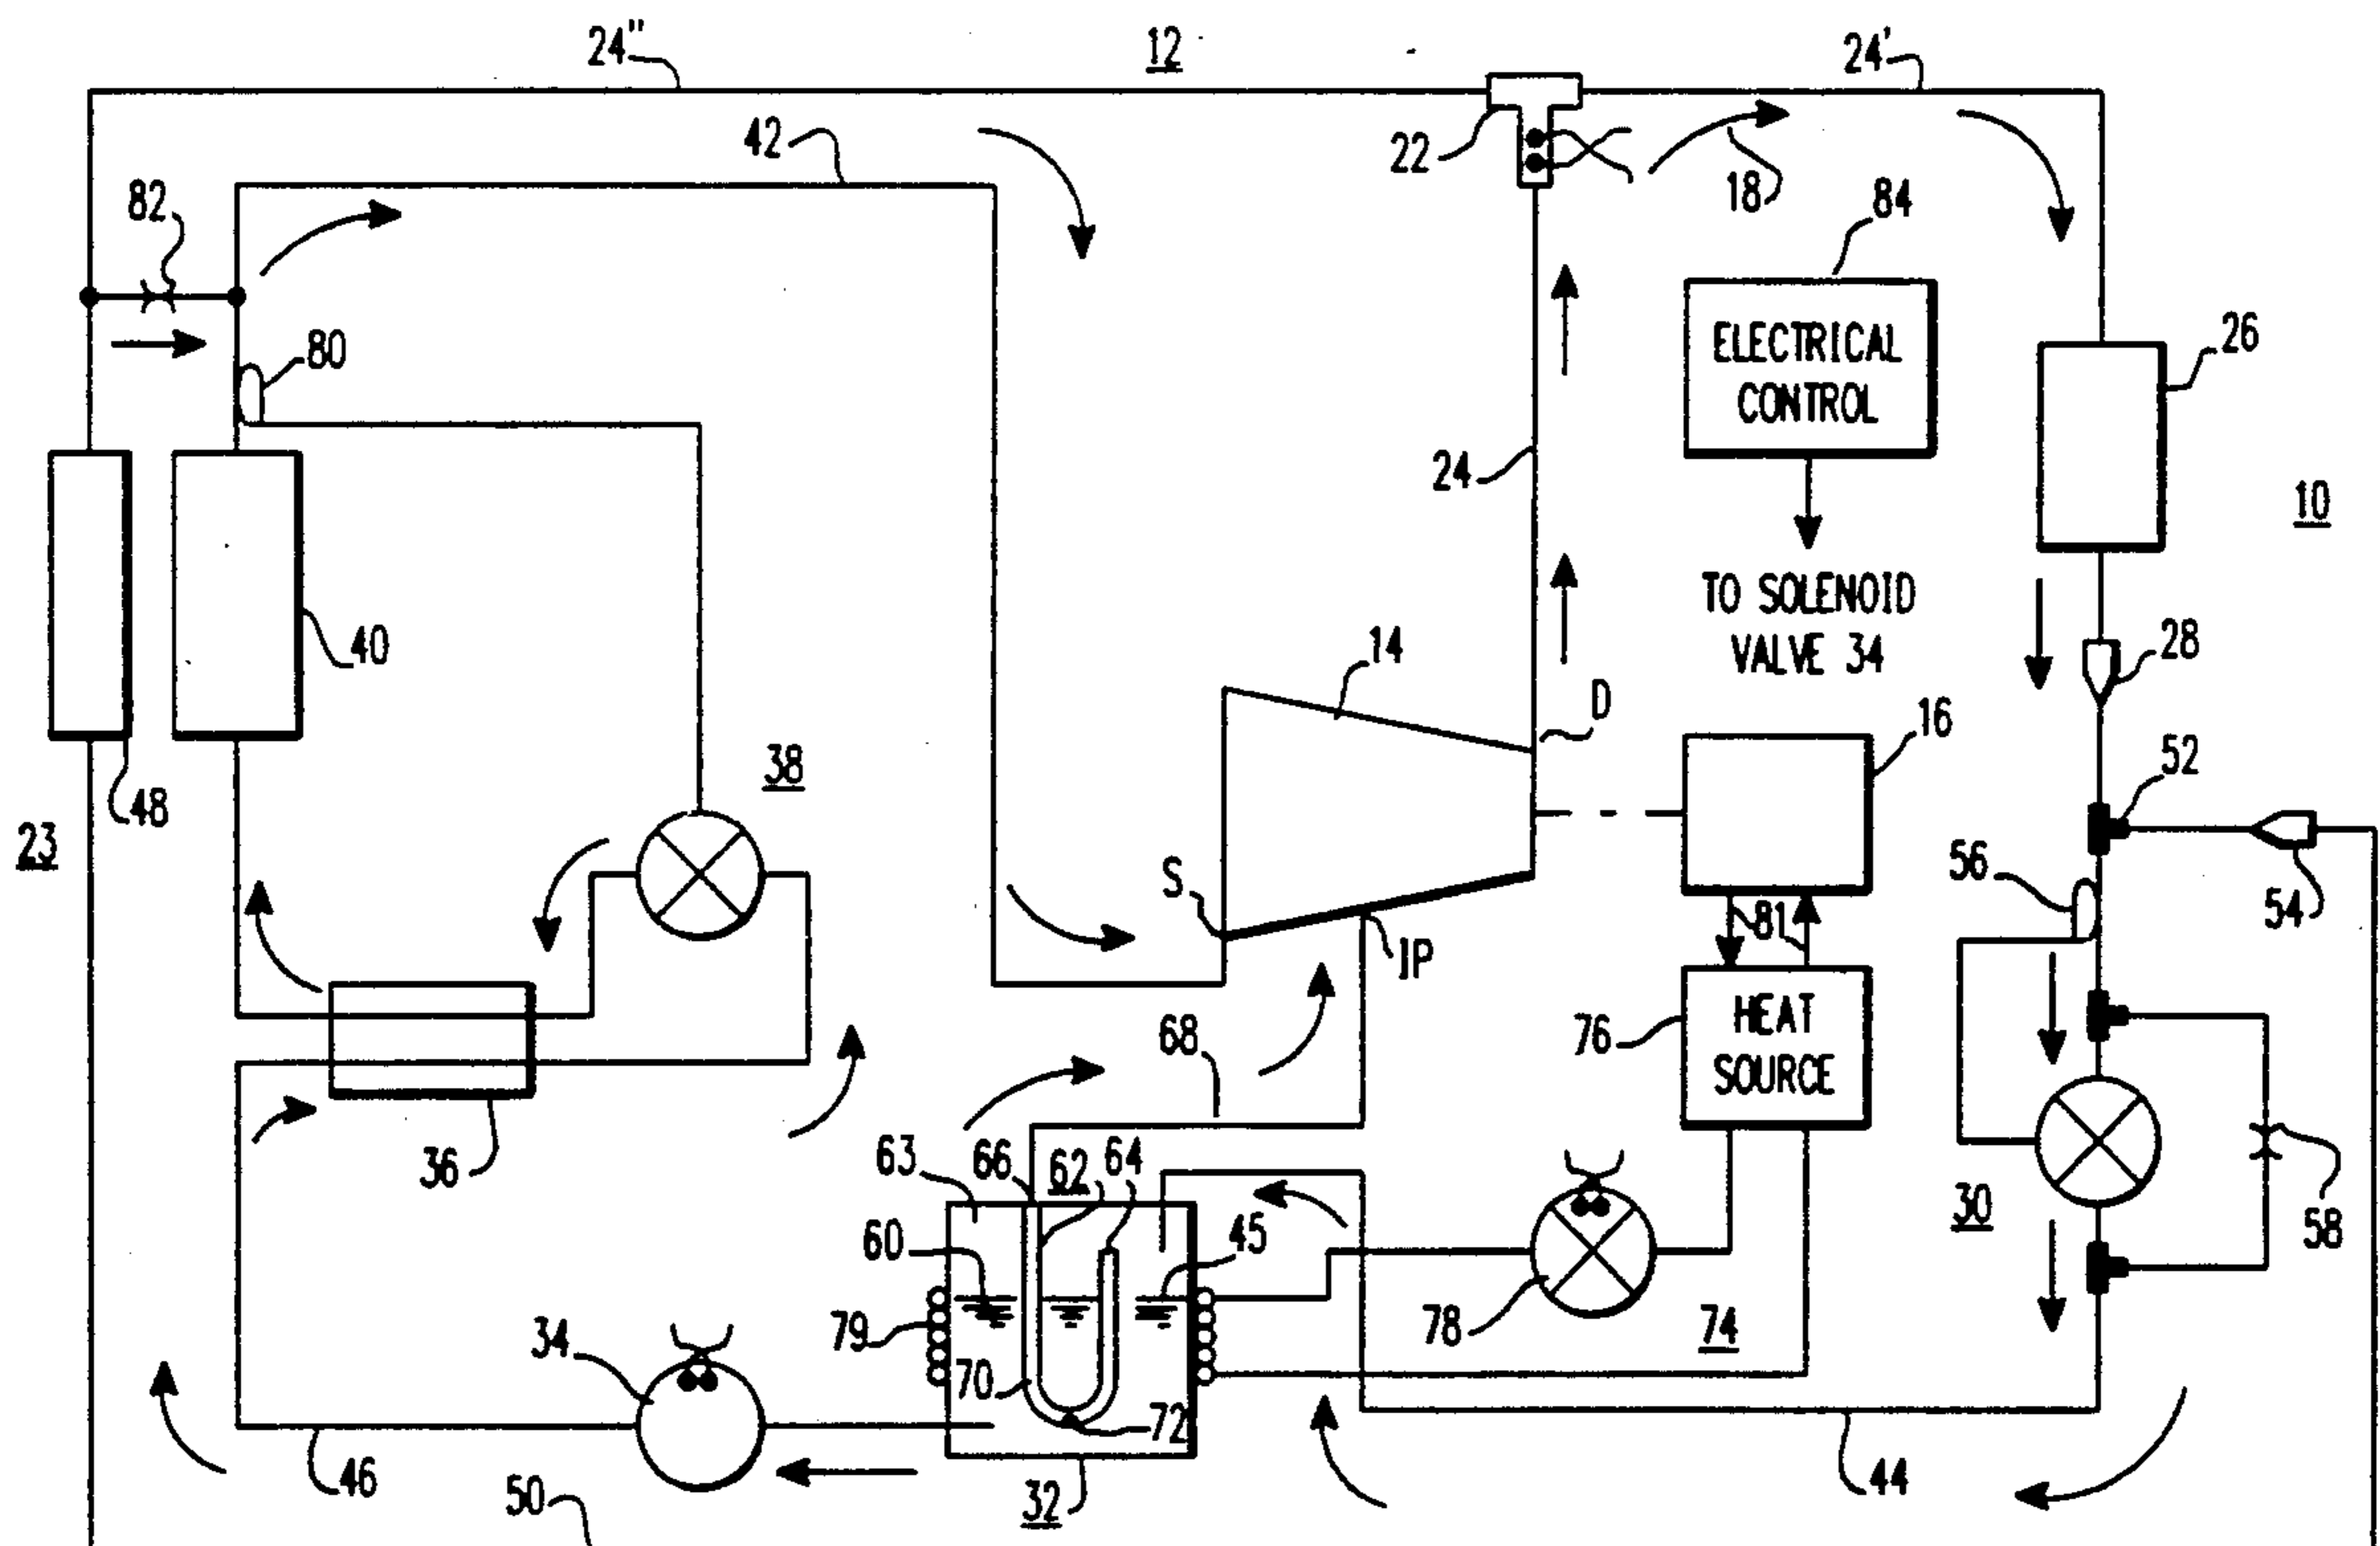 24" 12 24'
42 22 18 84
82
80
ELECTRICAL
CONTROL
26
24
10
TO SOLENOID
VALVE 34
40 14 28
D
16
38 52
48
23
S 56 54
81
IP
HEAT
SOURCE
68 76
36 63 66 62 64
60 45 30 58
34 79 78 74
70
72
46 44
50 32